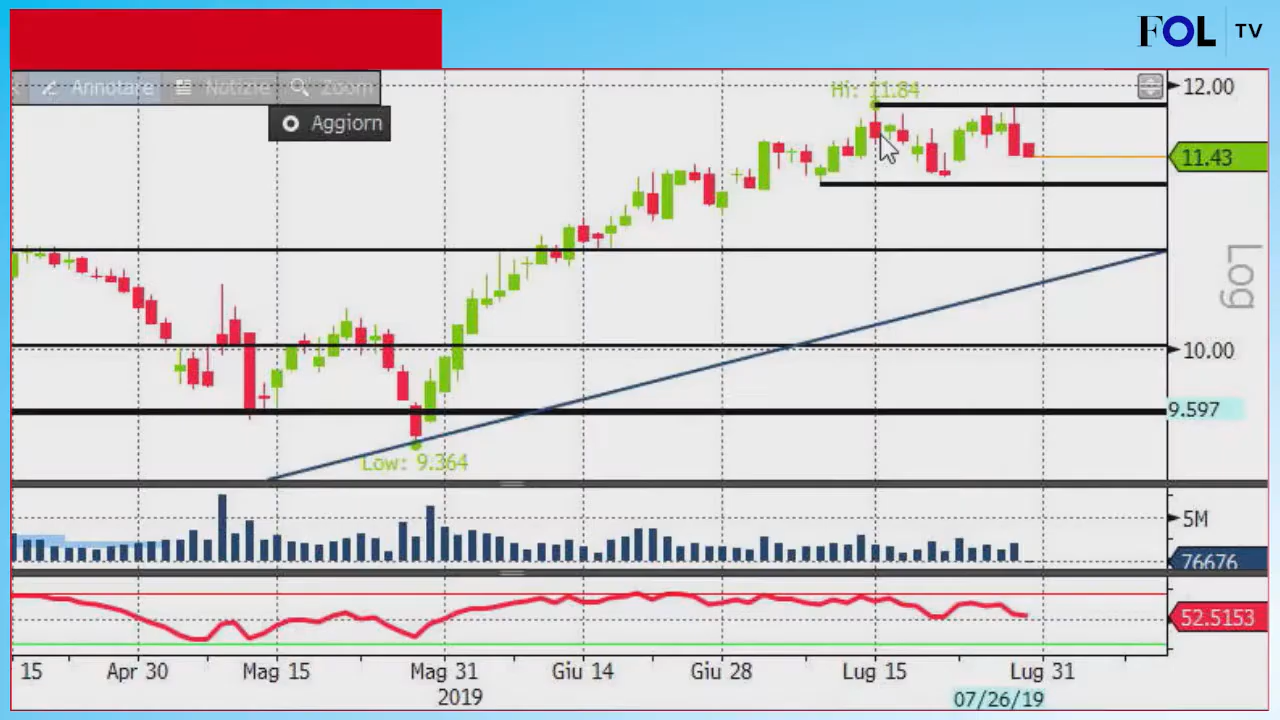 FOL TV
Annotare Notizie Zoom
Aggiorn
Hi: 11.84
12.00
11.43
Log
10.00
9.597
Low: 9.364
5M
76676
52.5153
15 Apr 30 Mag 15 Mag 31 Giu 14 Giu 28 Lug 15 Lug 31
2019 07/26/19